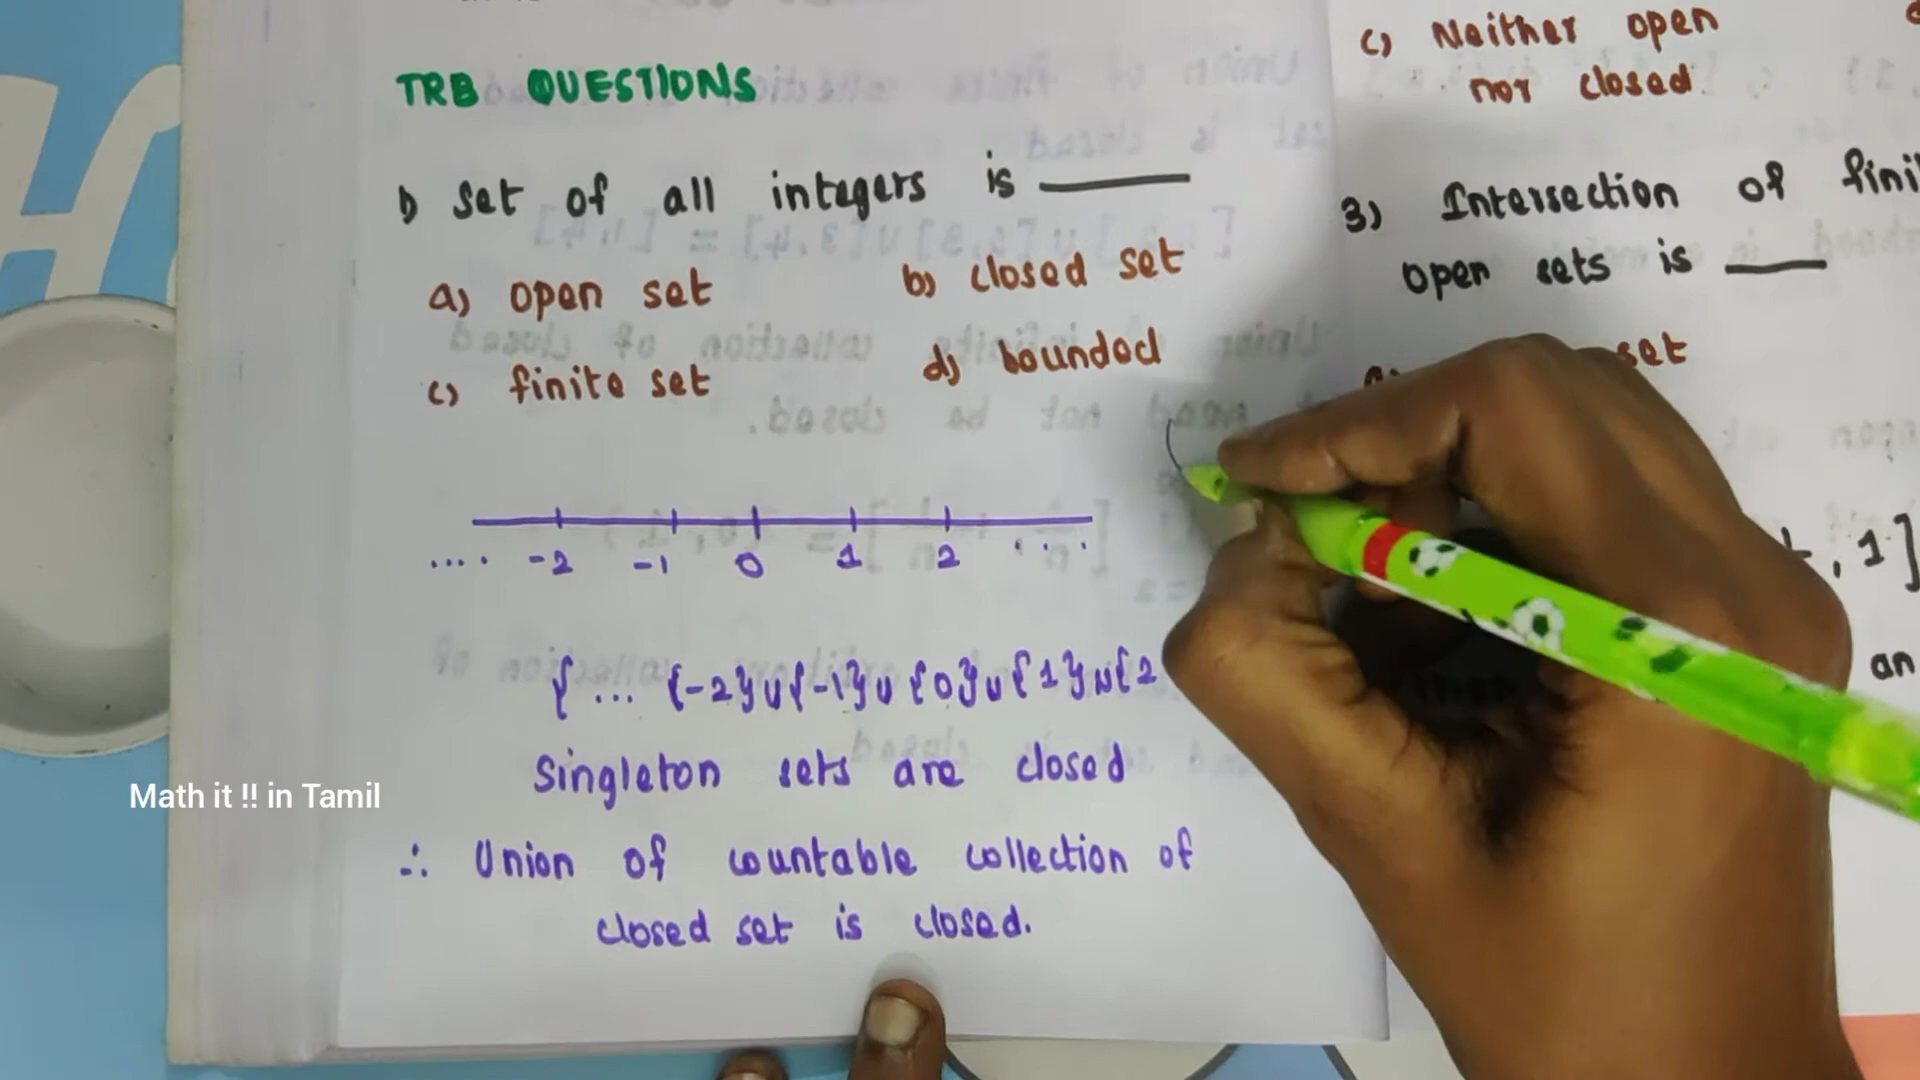 TRB QUESTIONS
1) Set of all integers is ____
a) open set b) closed set
c) finite set d) bounded
.... -2 -1 0 1 2 ...
{ ... {-2}∪{-1}∪{0}∪{1}∪{2
Singleton sets are closed
∴ Union of countable collection of
closed set is closed.
c) Neither open
nor closed
3) Intersection of
open sets is ____
set
, 1]
an
Math it !! in Tamil